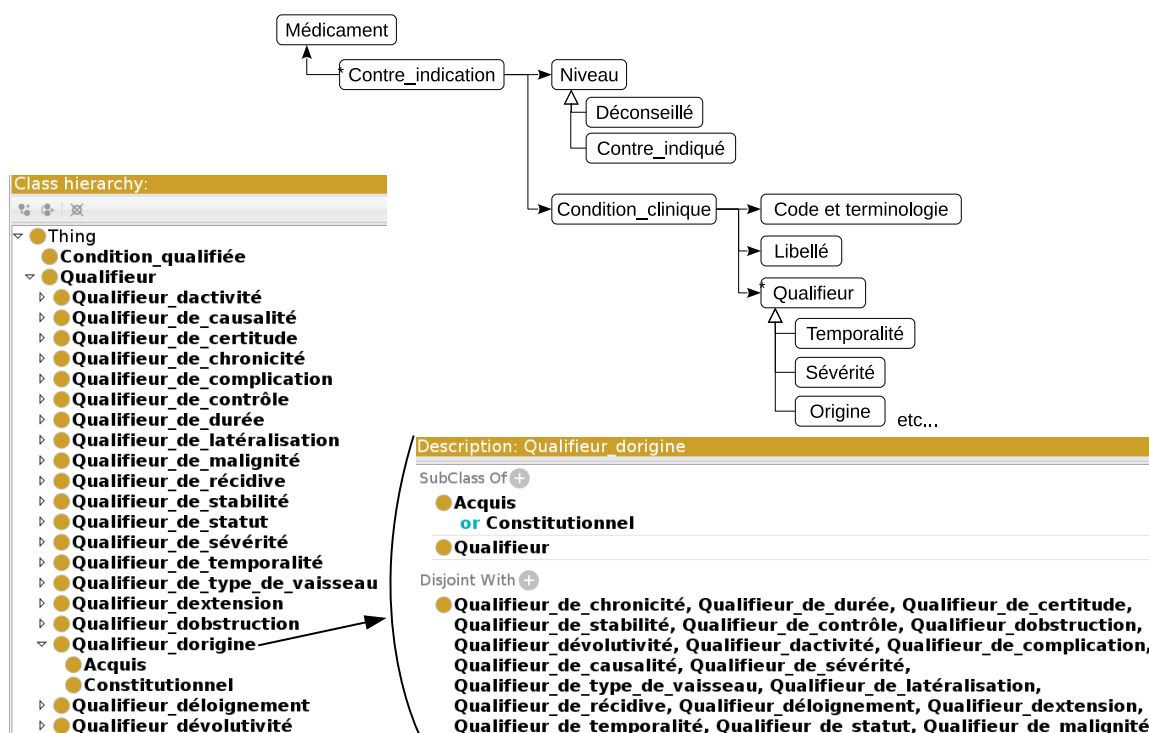 Médicament
* Contre_indication
Niveau
Déconseillé
Contre_indiqué
Condition_clinique
Code et terminologie
Libellé
* Qualifieur
Temporalité
Sévérité
Origine
etc...
Class hierarchy:
Thing
Condition_qualifiée
Qualifieur
Qualifieur_dactivité
Qualifieur_de_causalité
Qualifieur_de_certitude
Qualifieur_de_chronicité
Qualifieur_de_complication
Qualifieur_de_contrôle
Qualifieur_de_durée
Qualifieur_de_latéralisation
Qualifieur_de_malignité
Qualifieur_de_récidive
Qualifieur_de_stabilité
Qualifieur_de_statut
Qualifieur_de_sévérité
Qualifieur_de_temporalité
Qualifieur_de_type_de_vaisseau
Qualifieur_dextension
Qualifieur_dobstruction
Qualifieur_dorigine
Acquis
Constitutionnel
Qualifieur_déloignement
Qualifieur_dévolutivité
Description: Qualifieur_dorigine
SubClass Of
Acquis
or Constitutionnel
Qualifieur
Disjoint With
Qualifieur_de_chronicité, Qualifieur_de_durée, Qualifieur_de_certitude,
Qualifieur_de_stabilité, Qualifieur_de_contrôle, Qualifieur_dobstruction,
Qualifieur_dévolutivité, Qualifieur_dactivité, Qualifieur_de_complication,
Qualifieur_de_causalité, Qualifieur_de_sévérité,
Qualifieur_de_type_de_vaisseau, Qualifieur_de_latéralisation,
Qualifieur_de_récidive, Qualifieur_déloignement, Qualifieur_dextension,
Qualifieur_de_temporalité, Qualifieur_de_statut, Qualifieur_de_malignité